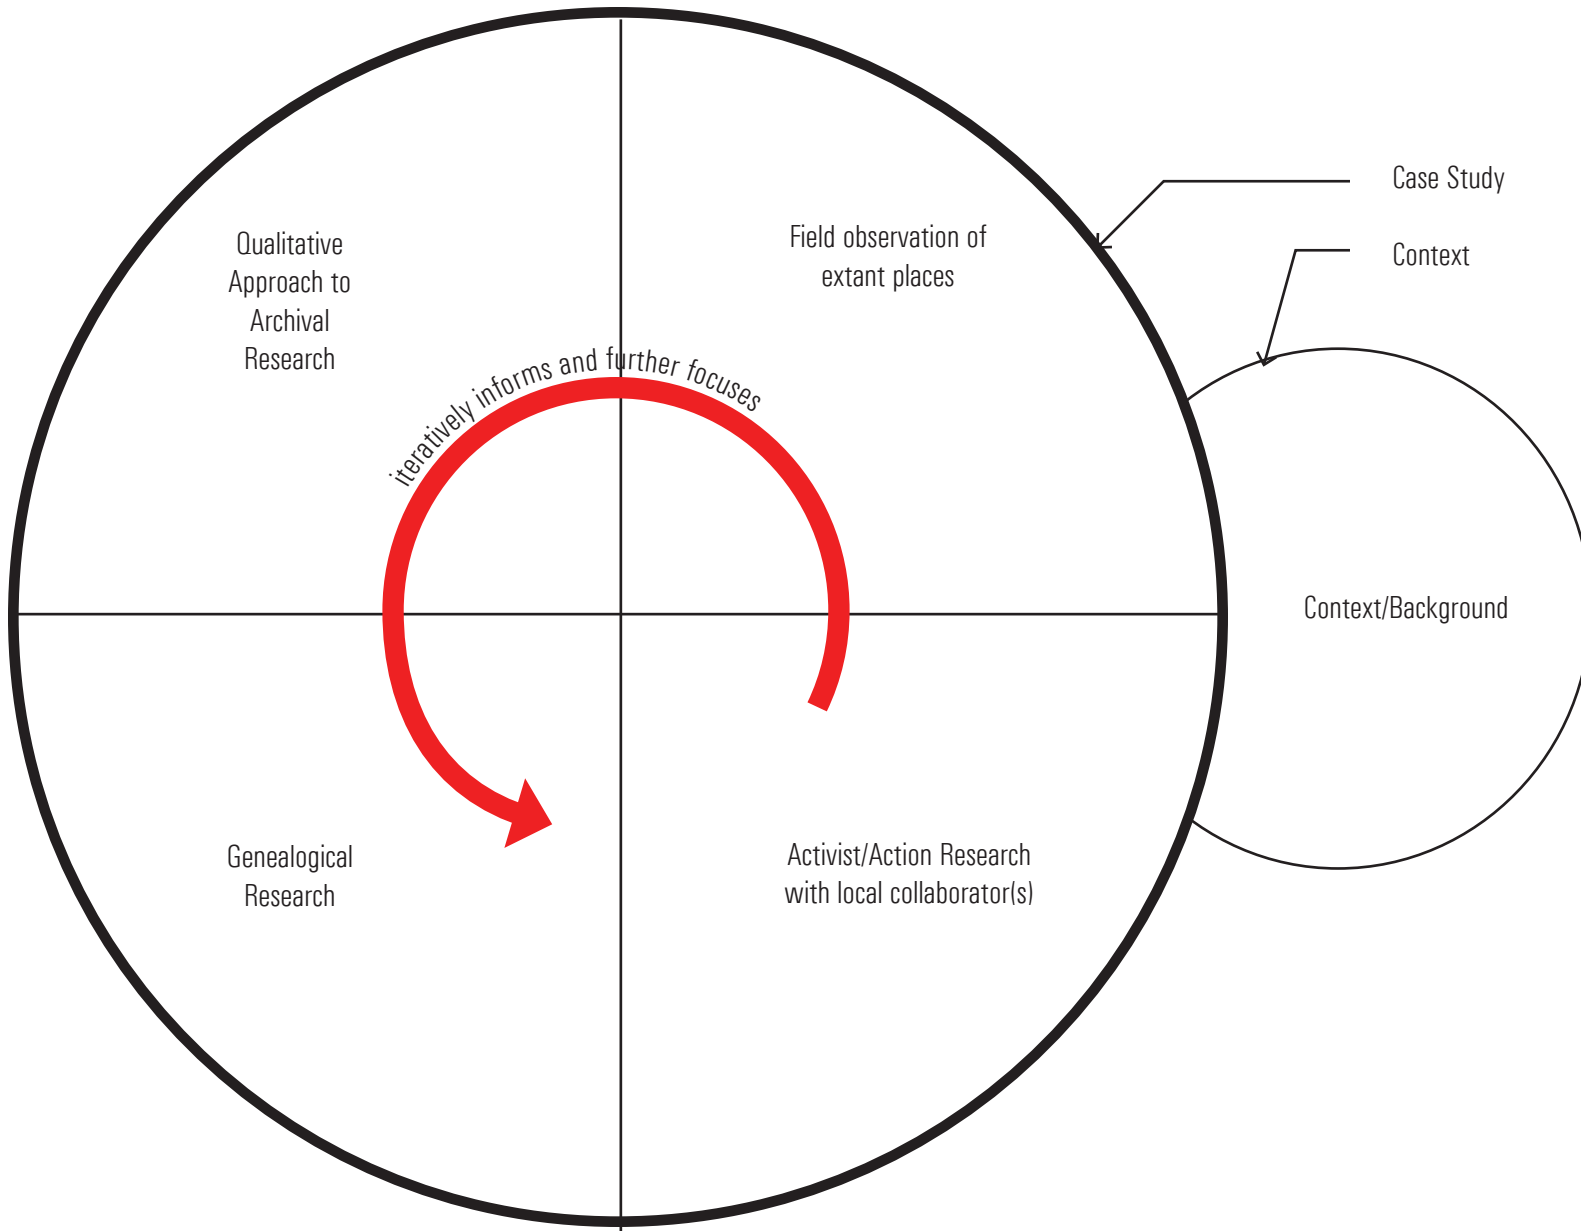 Qualitative
Approach to
Archival
Research
Field observation of
extant places
Case Study
Context
iteratively informs and further focuses
Context/Background
Genealogical
Research
Activist/Action Research
with local collaborator(s)